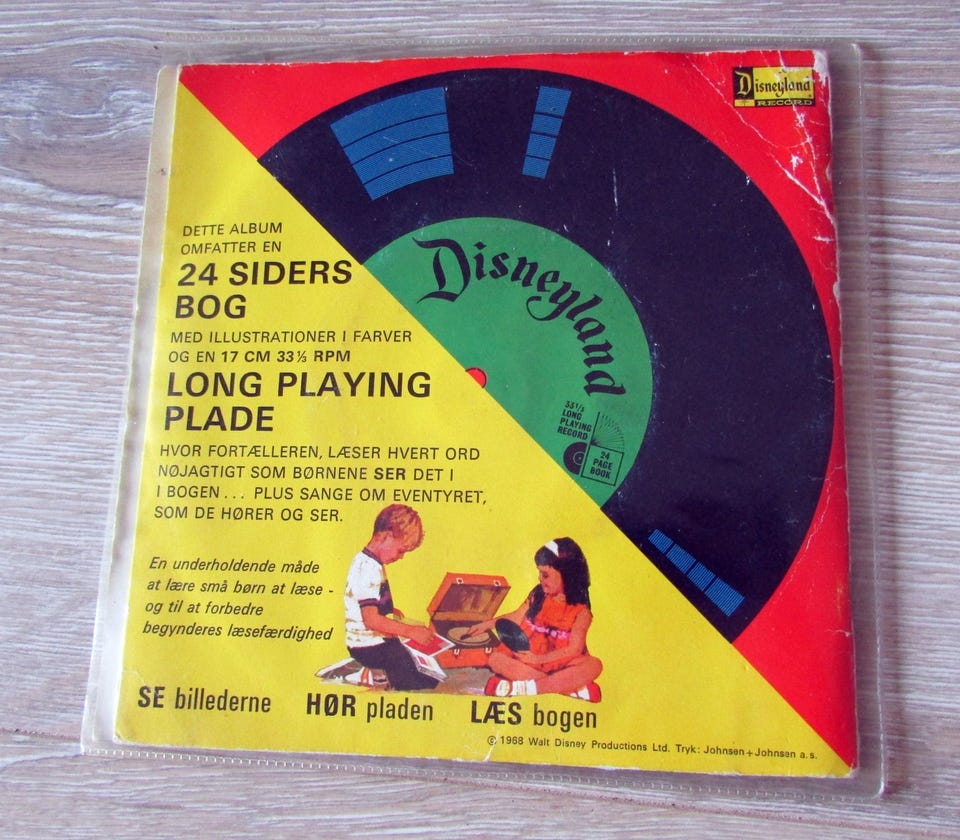 Disneyland
RECORD
DETTE ALBUM
OMFATTER EN
24 SIDERS
BOG
MED ILLUSTRATIONER I FARVER
OG EN 17 CM 33⅓ RPM
LONG PLAYING
PLADE
HVOR FORTÆLLEREN, LÆSER HVERT ORD
NØJAGTIGT SOM BØRNENE SER DET I
I BOGEN... PLUS SANGE OM EVENTYRET,
SOM DE HØRER OG SER.
Disneyland
33⅓
LONG
PLAYING
RECORD
24
PAGE
BOOK
En underholdende måde
at lære små børn at læse -
og til at forbedre
begynderes læsefærdighed
SE billederne HØR pladen LÆS bogen
© 1968 Walt Disney Productions Ltd. Tryk: Johnsen+Johnsen a.s.